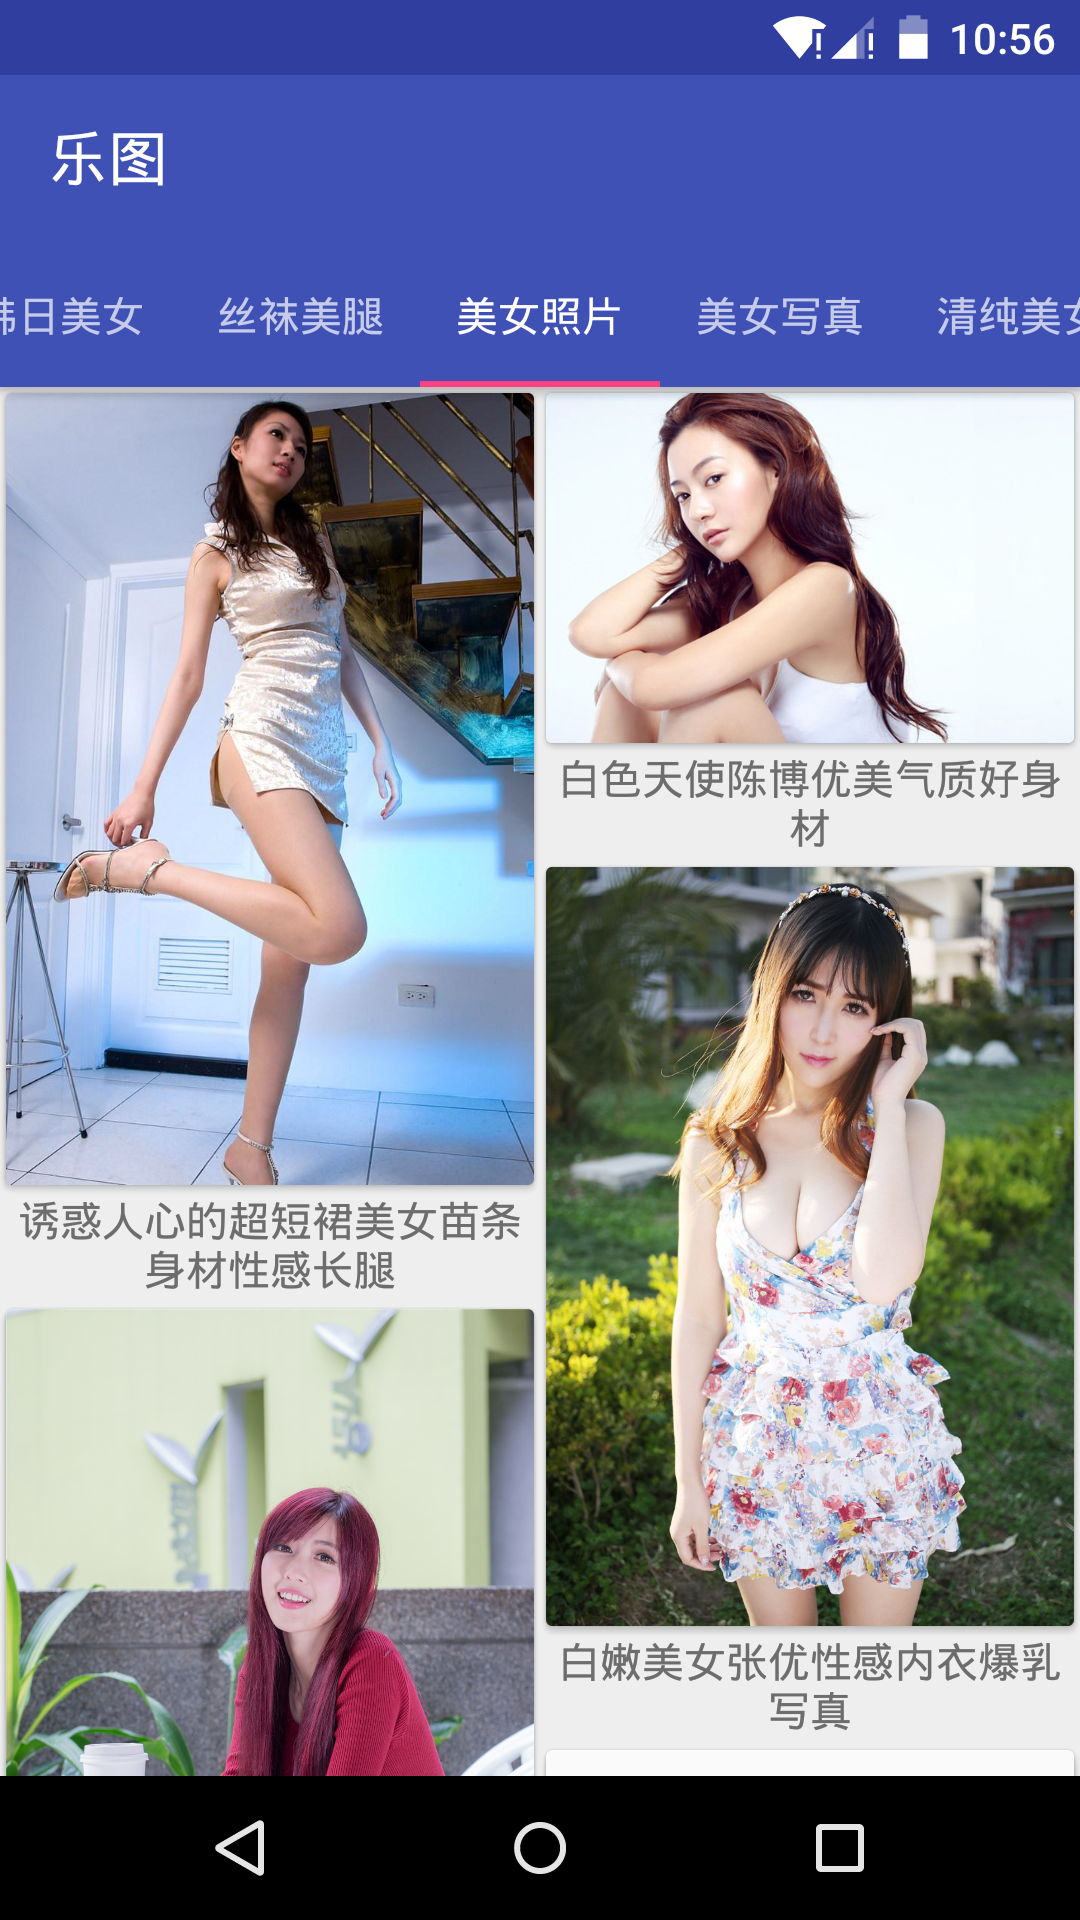 10:56
乐图
韩日美女 丝袜美腿 美女照片 美女写真 清纯美女
白色天使陈博优美气质好身
材
诱惑人心的超短裙美女苗条
身材性感长腿
白嫩美女张优性感内衣爆乳
写真